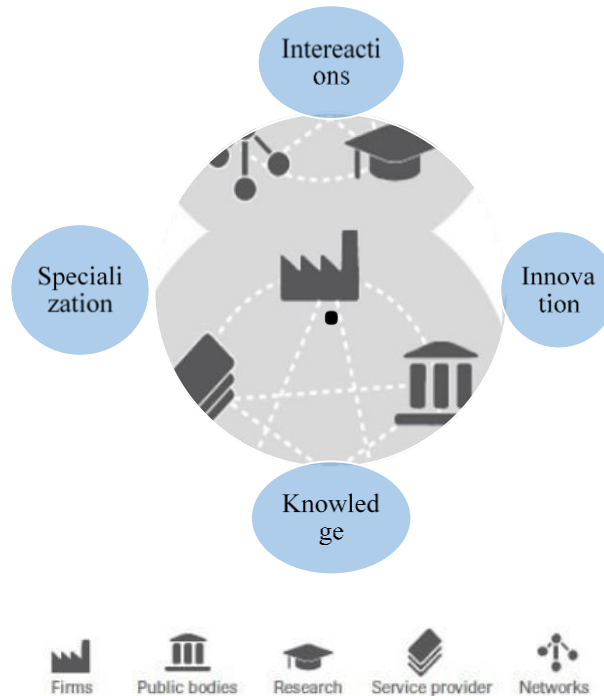 Intereacti
ons
Speciali
zation
Innova
tion
Knowled
ge
Firms Public bodies Research Service provider Networks